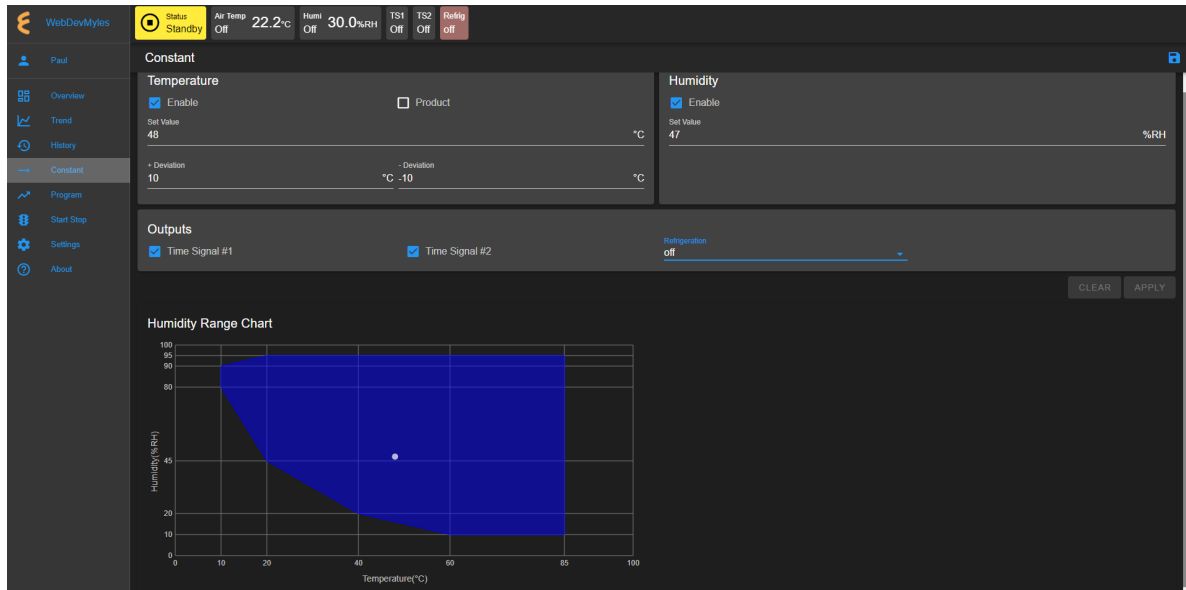 WebDevMyles
Status
Standby
Air Temp
Off
22.2°C
Humi
Off
30.0%RH
TS1
Off
TS2
Off
Refrig
off
Paul
Overview
Trend
History
Constant
Program
Start Stop
Settings
About
Constant
Temperature
Enable
Product
Set Value
48 °C
+ Deviation
10 °C
- Deviation
-10 °C
Humidity
Enable
Set Value
47 %RH
Outputs
Time Signal #1
Time Signal #2
Refrigeration
off
CLEAR
APPLY
Humidity Range Chart
100
95
90
80
45
20
10
0
Humidity(%RH)
0 10 20 40 60 85 100
Temperature(°C)